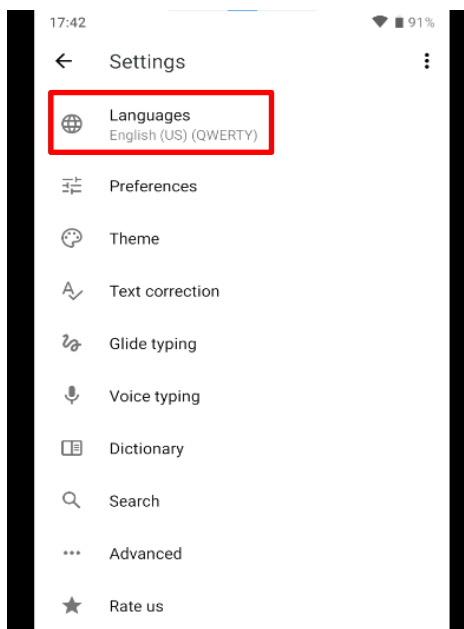 17:42
91%
Settings
Languages
English (US) (QWERTY)
Preferences
Theme
Text correction
Glide typing
Voice typing
Dictionary
Search
Advanced
Rate us